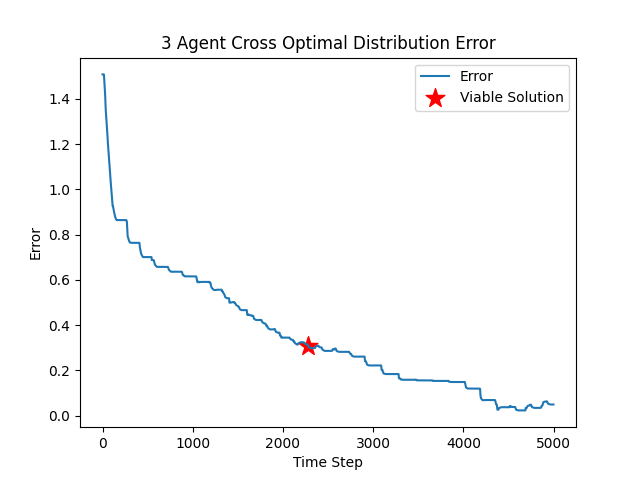 3 Agent Cross Optimal Distribution Error
Error
Viable Solution
1.4
1.2
1.0
0.8
0.6
0.4
0.2
0.0
Error
0
1000
2000
3000
4000
5000
Time Step